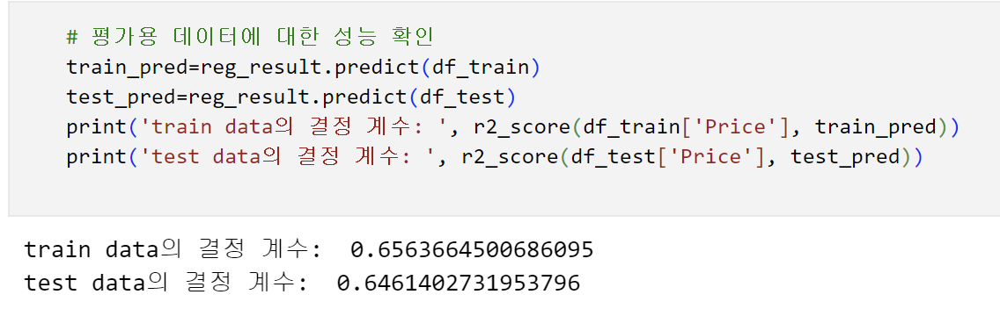 # 평가용 데이터에 대한 성능 확인
train_pred=reg_result.predict(df_train)
test_pred=reg_result.predict(df_test)
print('train data의 결정 계수: ', r2_score(df_train['Price'], train_pred))
print('test data의 결정 계수: ', r2_score(df_test['Price'], test_pred))
train data의 결정 계수:  0.6563664500686095
test data의 결정 계수:  0.6461402731953796